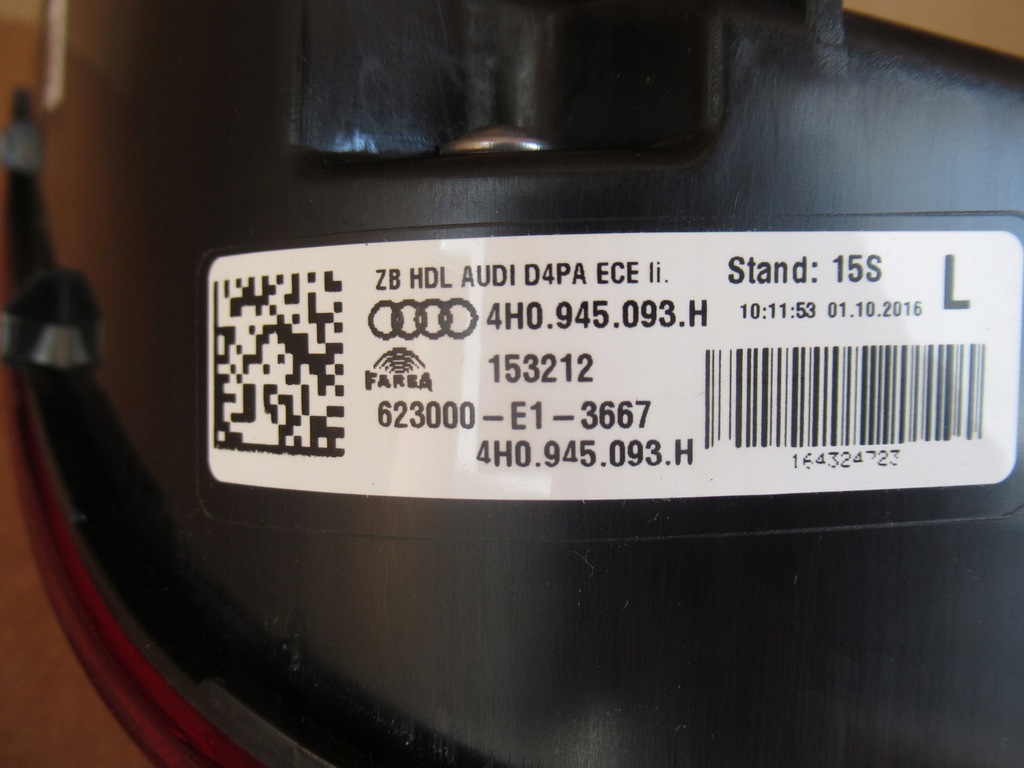 ZB HDL AUDI D4PA ECE li.
Stand: 15S
L
4H0.945.093.H
10:11:53 01.10.2016
FAREA
153212
623000-E1-3667
4H0.945.093.H
164324723